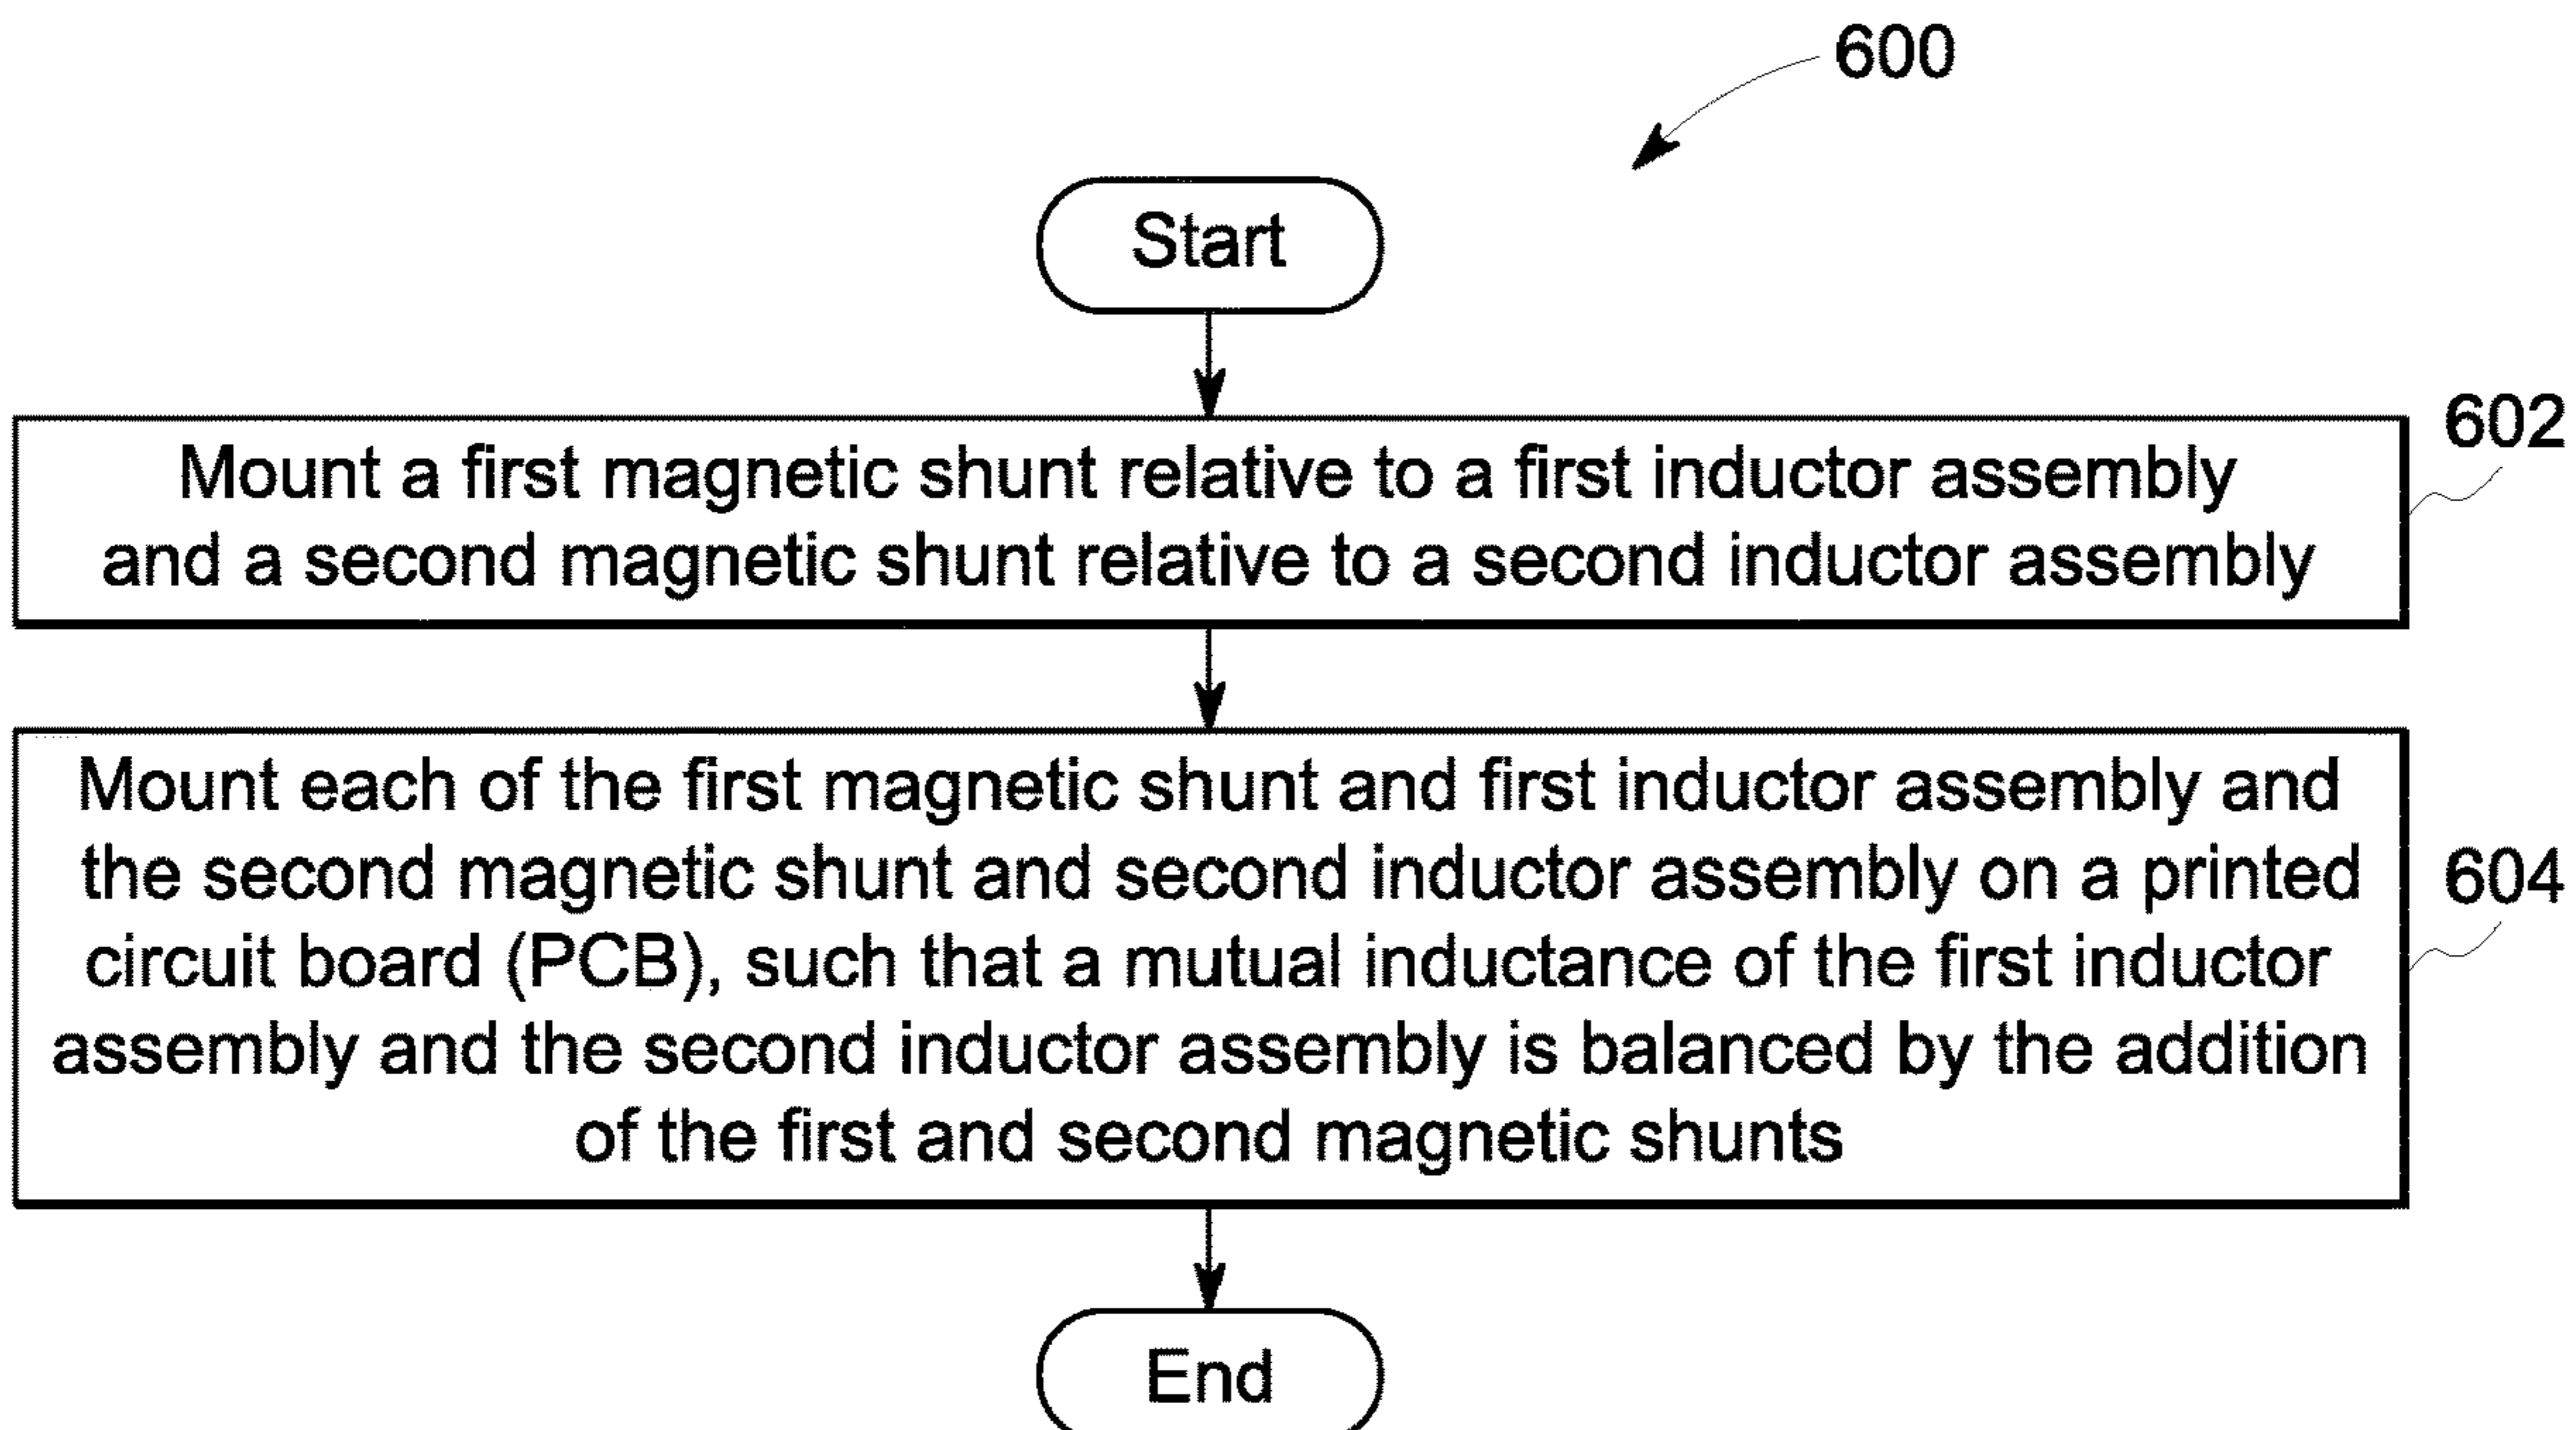 600
Start
602
Mount a first magnetic shunt relative to a first inductor assembly
and a second magnetic shunt relative to a second inductor assembly
Mount each of the first magnetic shunt and first inductor assembly and
the second magnetic shunt and second inductor assembly on a printed
604
circuit board (PCB), such that a mutual inductance of the first inductor
assembly and the second inductor assembly is balanced by the addition
of the first and second magnetic shunts
End